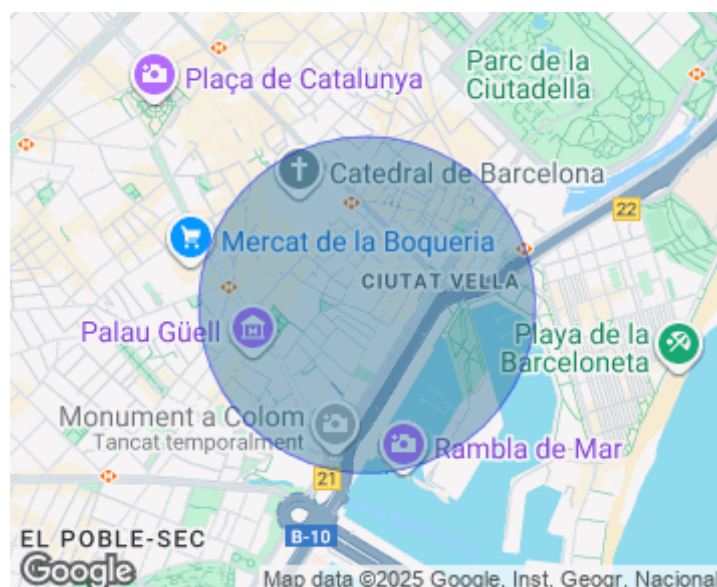 Plaça de Catalunya
Parc de la
Ciutadella
Catedral de Barcelona
22
Mercat de la Boqueria
CIUTAT VELLA
Palau Güell
Playa de la
Barceloneta
Monument a Colom
Tancat temporalment
Rambla de Mar
21
EL POBLE-SEC
B-10
Google
Map data ©2025 Google, Inst. Geogr. Nacional